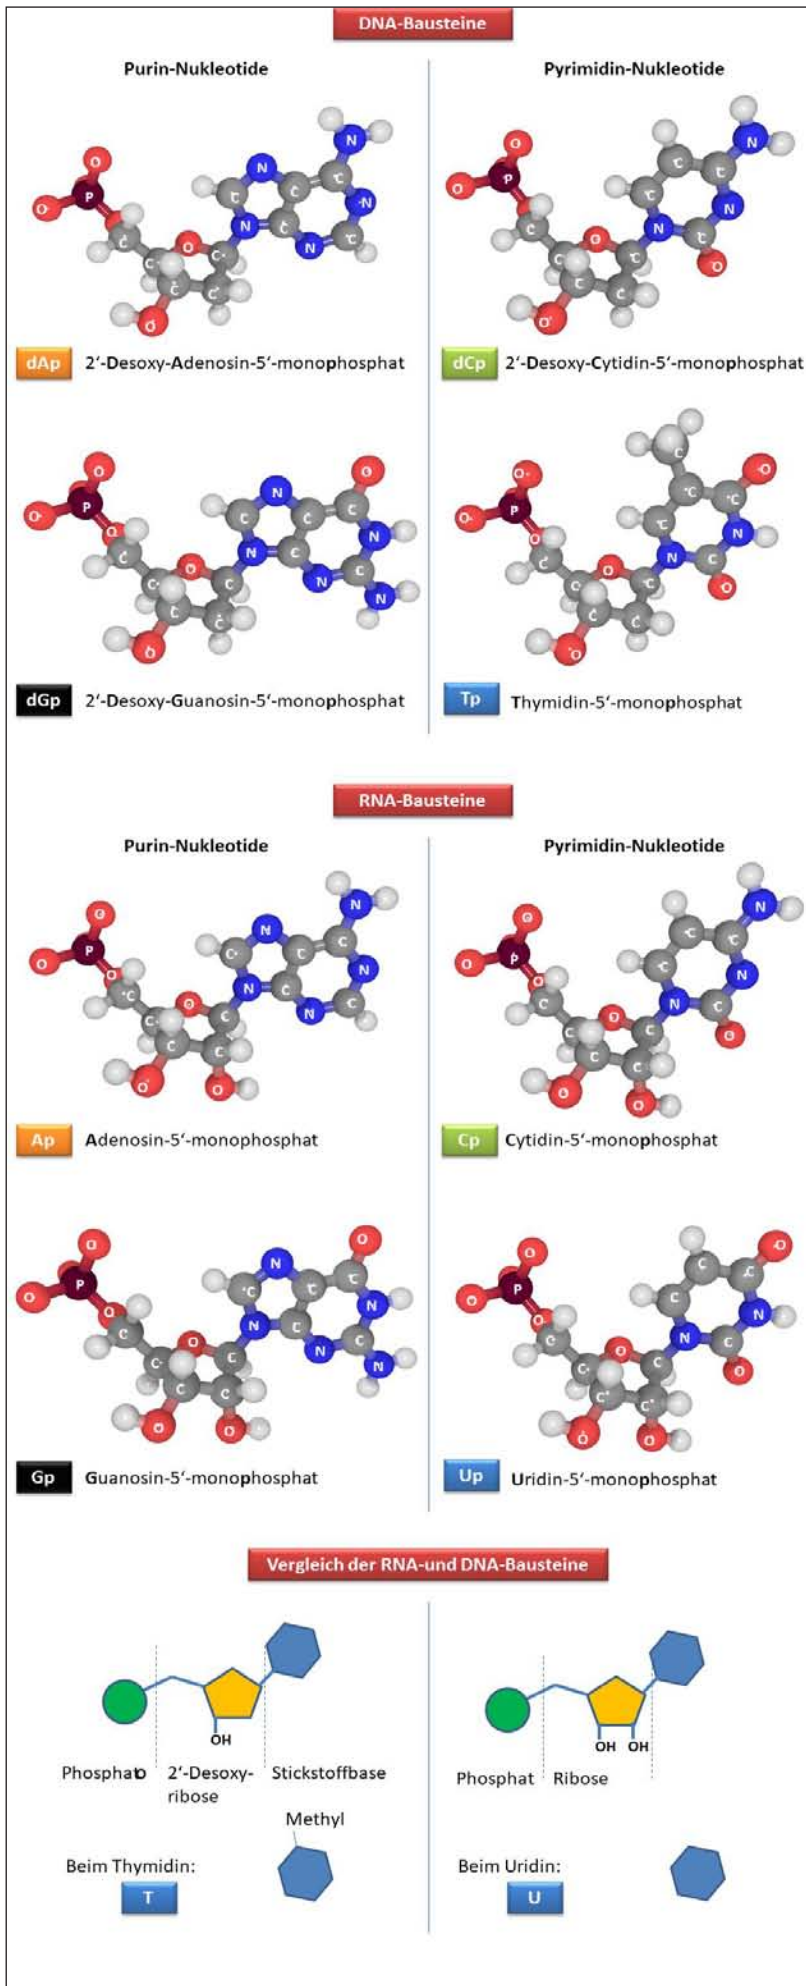 DNA-Bausteine
Purin-Nukleotide
Pyrimidin-Nukleotide
dAp 2‘-Desoxy-Adenosin-5‘-monophosphat
dCp 2‘-Desoxy-Cytidin-5‘-monophosphat
dGp 2‘-Desoxy-Guanosin-5‘-monophosphat
Tp Thymidin-5‘-monophosphat
RNA-Bausteine
Purin-Nukleotide
Pyrimidin-Nukleotide
Ap Adenosin-5‘-monophosphat
Cp Cytidin-5‘-monophosphat
Gp Guanosin-5‘-monophosphat
Up Uridin-5‘-monophosphat
Vergleich der RNA-und DNA-Bausteine
OH
Phosphat
2‘-Desoxy-
ribose
Stickstoffbase
Methyl
Beim Thymidin:
T
OH OH
Phosphat
Ribose
Beim Uridin:
U